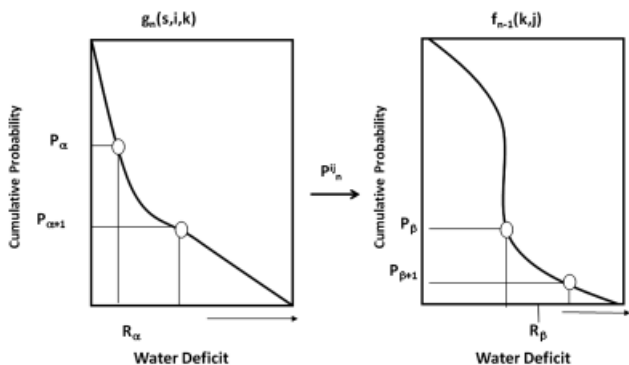 gₙ(s,i,k)
Cumulative Probability
Pα
Pα+1
Rα
Water Deficit
Pⁱʲₙ
fₙ₋₁(k,j)
Cumulative Probability
Pβ
Pβ+1
Rβ
Water Deficit